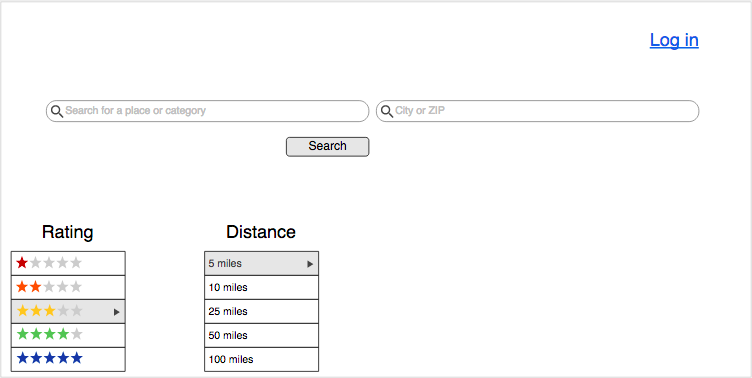 Log in
Search for a place or category
City or ZIP
Search
Rating
Distance
5 miles
10 miles
25 miles
50 miles
100 miles